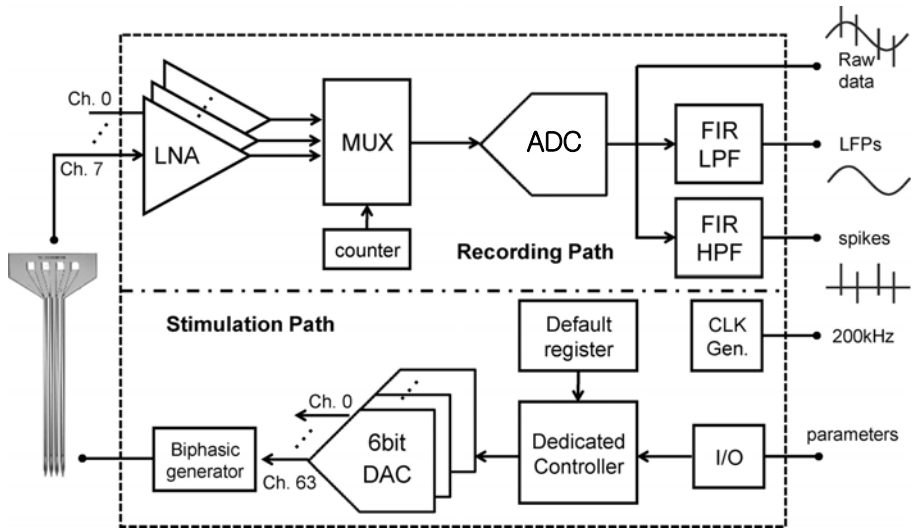 Ch. 0
Ch. 7
LNA
MUX
counter
ADC
FIR
LPF
FIR
HPF
Raw
data
LFPs
spikes
Recording Path
Stimulation Path
Default
register
CLK
Gen.
200kHz
Ch. 0
Ch. 63
6bit
DAC
Biphasic
generator
Dedicated
Controller
I/O
parameters